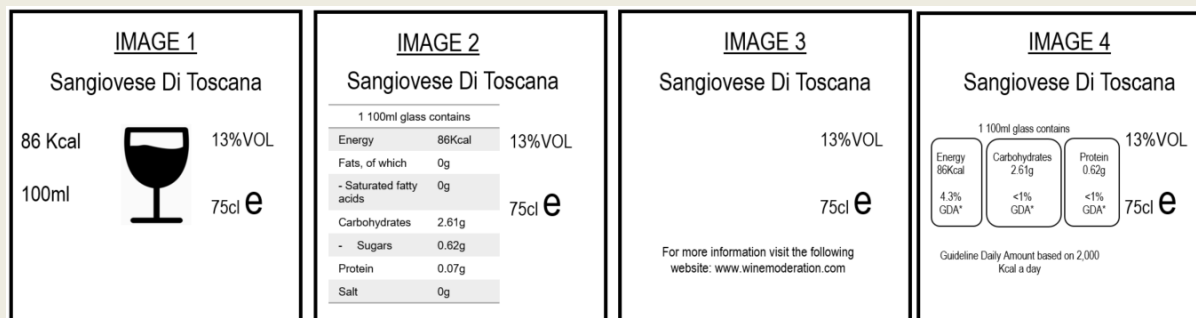 IMAGE 1
Sangiovese Di Toscana
86 Kcal
13%VOL
100ml
75cl e
IMAGE 2
Sangiovese Di Toscana
1 100ml glass contains
Energy 86Kcal
13%VOL
Fats, of which 0g
- Saturated fatty
acids 0g
75cl e
Carbohydrates 2.61g
- Sugars 0.62g
Protein 0.07g
Salt 0g
IMAGE 3
Sangiovese Di Toscana
13%VOL
75cl e
For more information visit the following
website: www.winemoderation.com
IMAGE 4
Sangiovese Di Toscana
1 100ml glass contains
13%VOL
Energy
86Kcal
4.3%
GDA*
Carbohydrates
2.61g
<1%
GDA*
Protein
0.62g
<1%
GDA*
75cl e
Guideline Daily Amount based on 2,000
Kcal a day